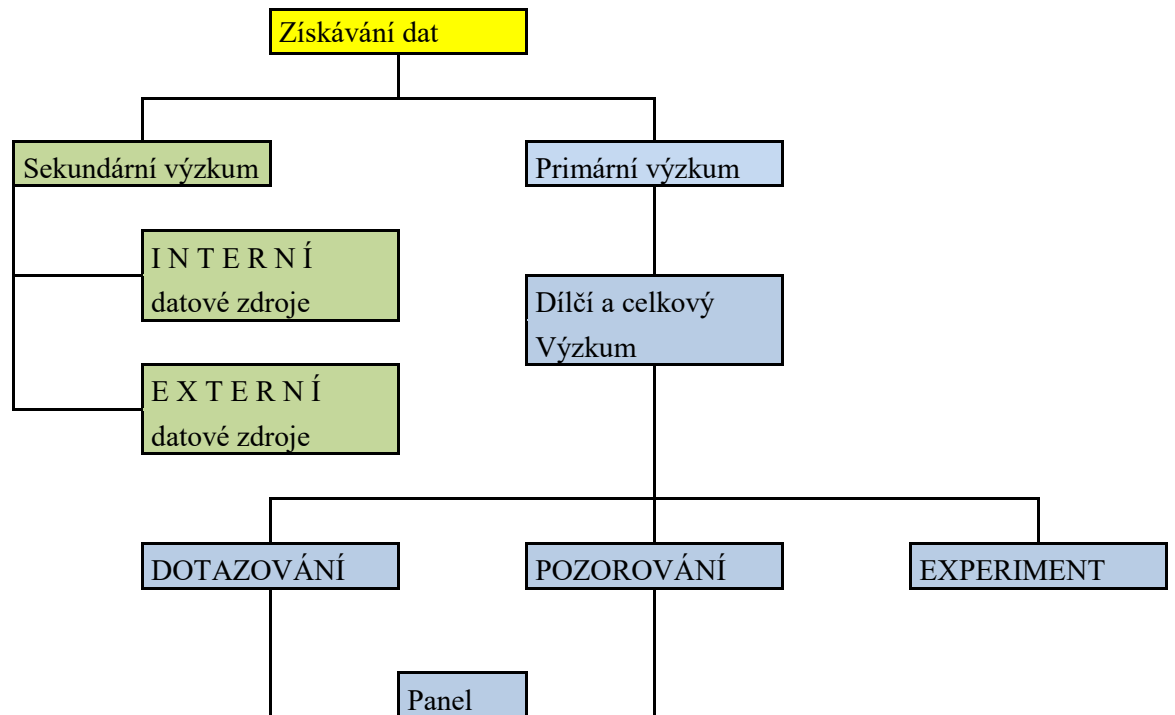 Získávání dat
Sekundární výzkum
Primární výzkum
I N T E R N Í
datové zdroje
Dílčí a celkový
Výzkum
E X T E R N Í
datové zdroje
DOTAZOVÁNÍ
POZOROVÁNÍ
EXPERIMENT
Panel